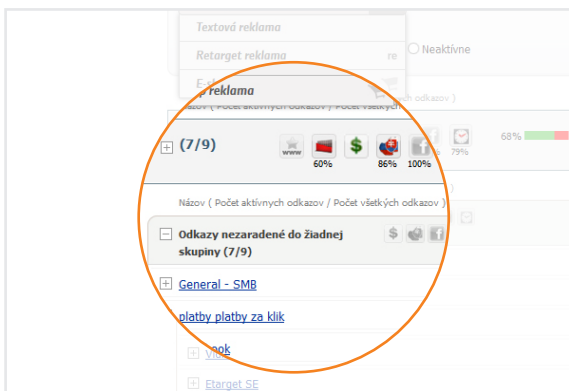 Textová reklama
Retarget reklama re
Neaktívne
reklama
Názov ( Počet aktívnych odkazov / Počet všetkých odkazov )
(7/9) www 68%
60% 86% 100% 79%
Názov ( Počet aktívnych odkazov / Počet všetkých odkazov )
Odkazy nezaradené do žiadnej
skupiny (7/9)
General - SMB
platby platby za klik
ook
Etarget SE